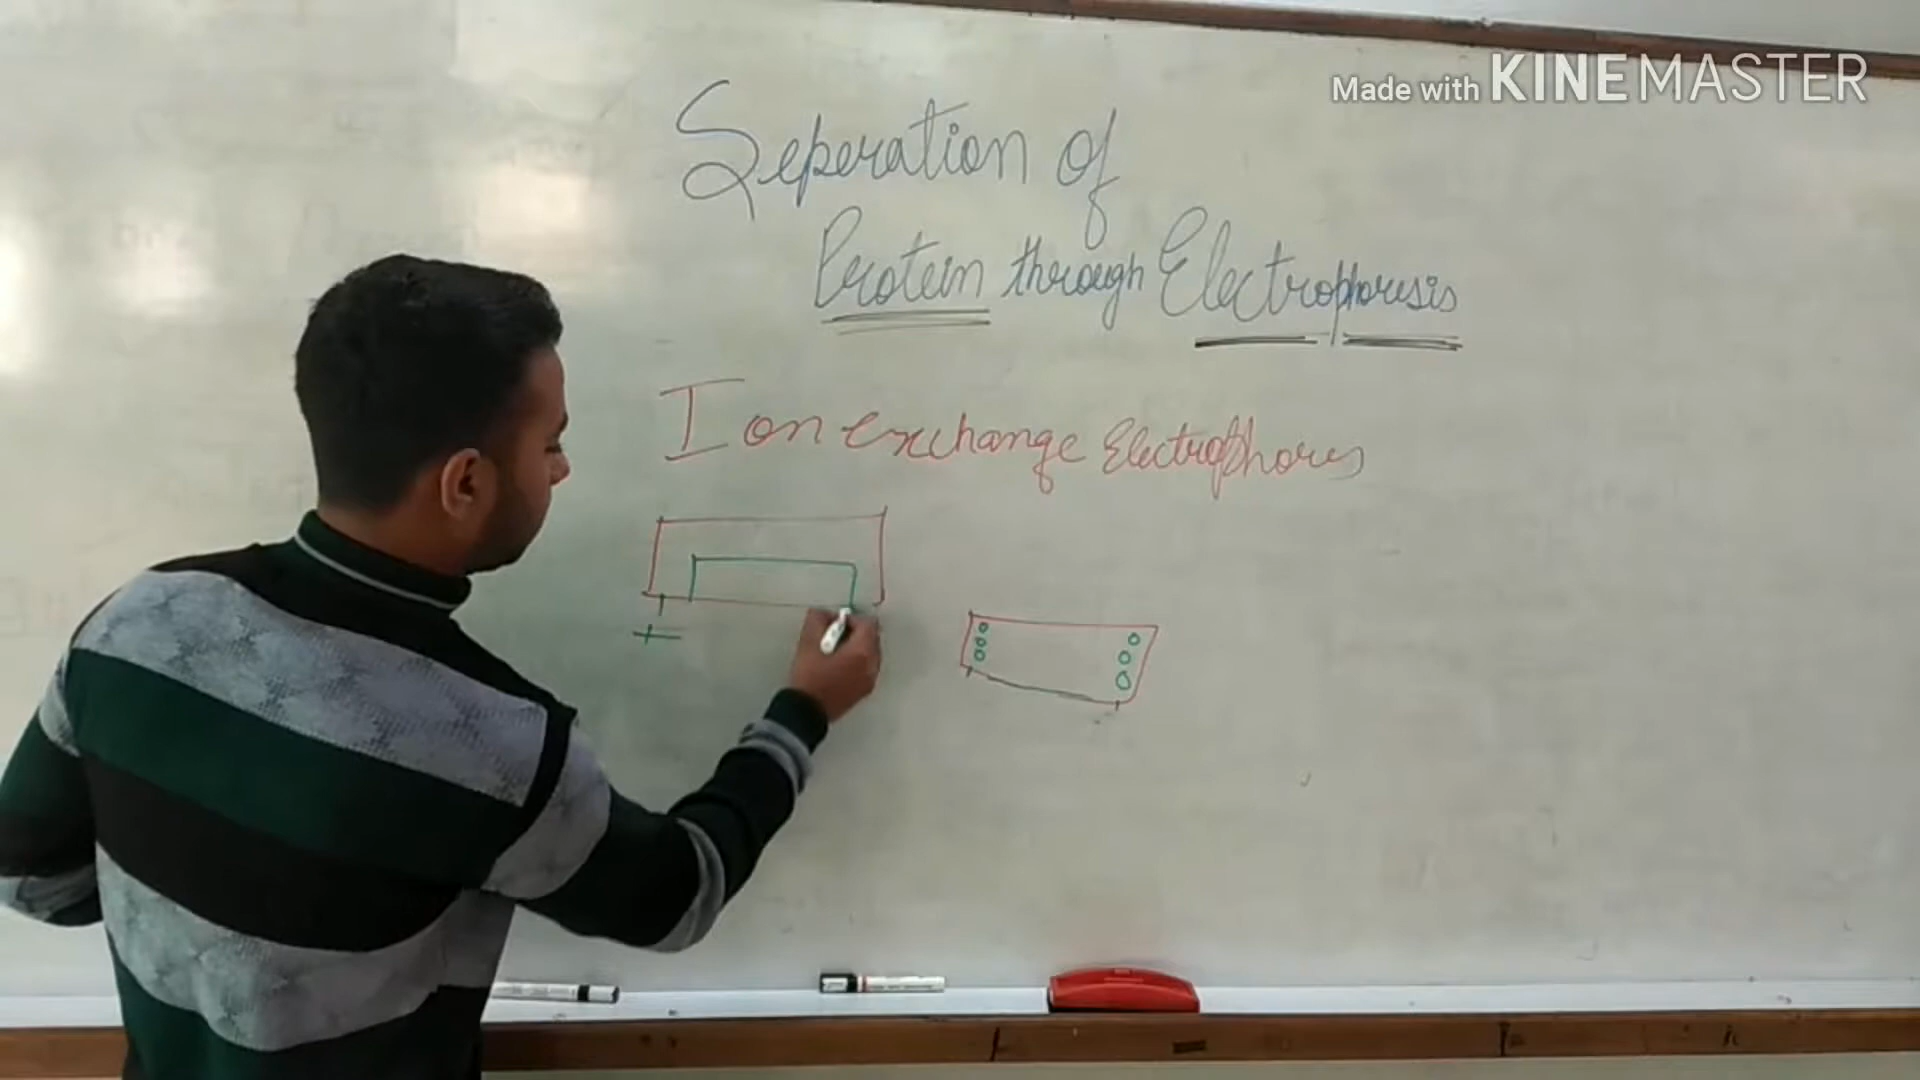 Made with KINEMASTER
Seperation of
Protein through Electrophoresis
Ion exchange Electrophores
+